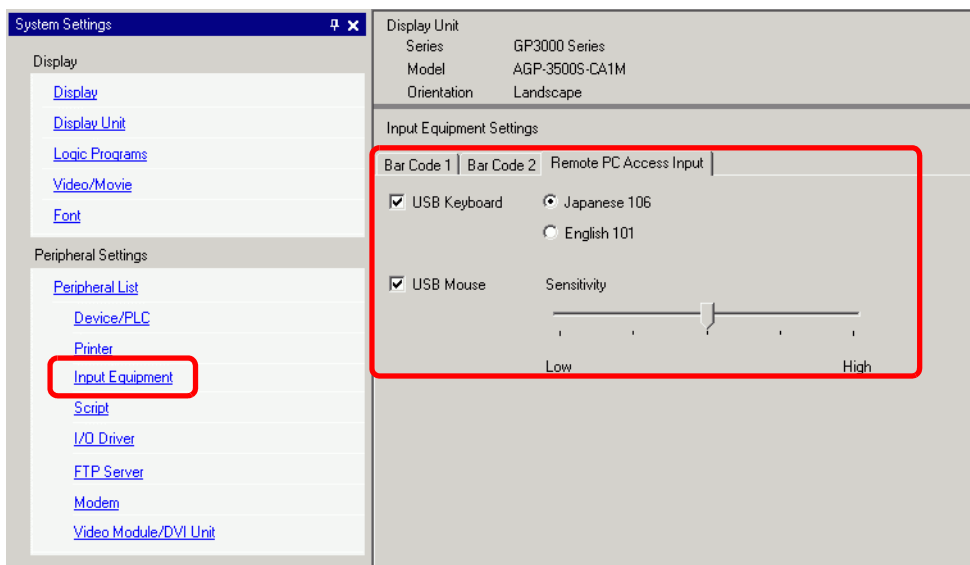 System Settings
Display
Display
Display Unit
Logic Programs
Video/Movie
Font
Peripheral Settings
Peripheral List
Device/PLC
Printer
Input Equipment
Script
I/O Driver
FTP Server
Modem
Video Module/DVI Unit
Display Unit
Series GP3000 Series
Model AGP-3500S-CA1M
Orientation Landscape
Input Equipment Settings
Bar Code 1 Bar Code 2 Remote PC Access Input
USB Keyboard Japanese 106
English 101
USB Mouse Sensitivity
Low High